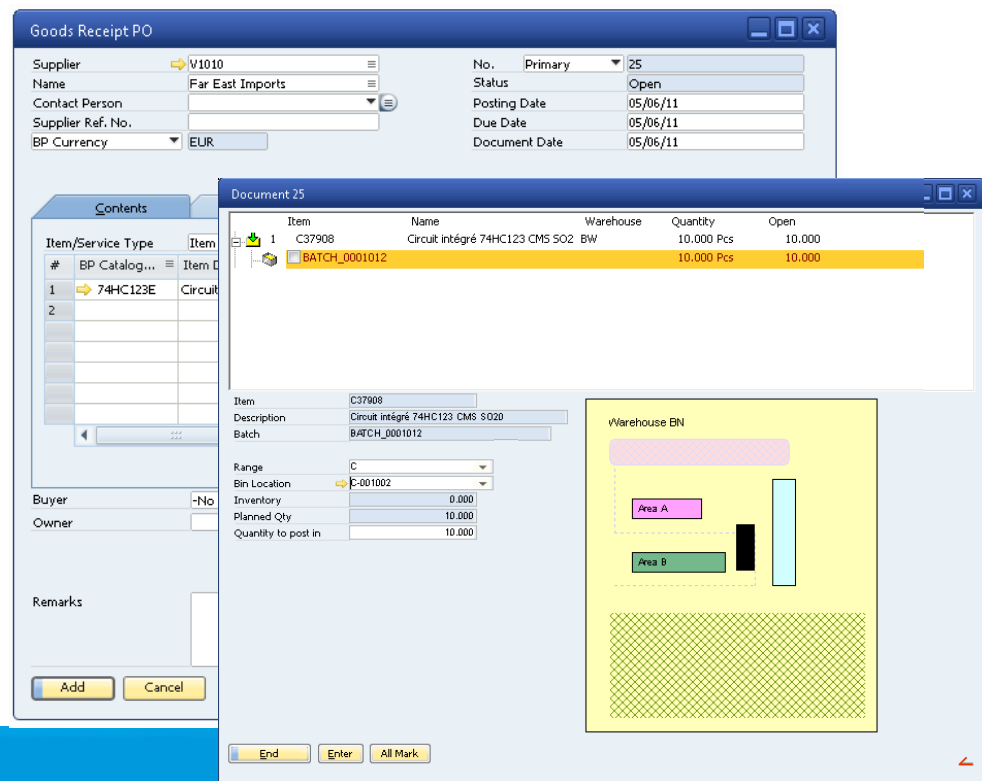 Goods Receipt PO
Supplier V1010
Name Far East Imports
Contact Person
Supplier Ref. No.
BP Currency EUR
No. Primary 25
Status Open
Posting Date 05/06/11
Due Date 05/06/11
Document Date 05/06/11
Contents
Item/Service Type Item
# BP Catalog... Item D
1 74HC123E Circuit
2
Buyer -No
Owner
Remarks
Add Cancel
Document 25
Item Name Warehouse Quantity Open
1 C37908 Circuit intégré 74HC123 CMS SO2 BW 10.000 Pcs 10.000
BATCH_0001012 10.000 Pcs 10.000
Item C37908
Description Circuit intégré 74HC123 CMS SO20
Batch BATCH_0001012
Range C
Bin Location C-001002
Inventory 0.000
Planned Qty 10.000
Quantity to post in 10.000
Warehouse BN
Area A
Area B
End Enter All Mark